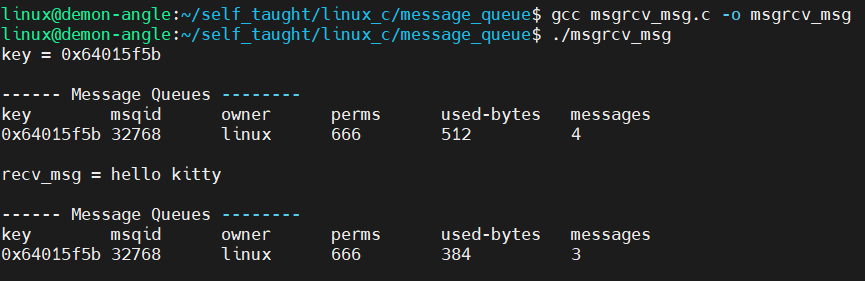 linux@demon-angle:~/self_taught/linux_c/message_queue$ gcc msgrcv_msg.c -o msgrcv_msg
linux@demon-angle:~/self_taught/linux_c/message_queue$ ./msgrcv_msg
key = 0x64015f5b
------ Message Queues --------
key        msqid      owner      perms      used-bytes   messages
0x64015f5b 32768      linux      666        512          4
recv_msg = hello kitty
------ Message Queues --------
key        msqid      owner      perms      used-bytes   messages
0x64015f5b 32768      linux      666        384          3